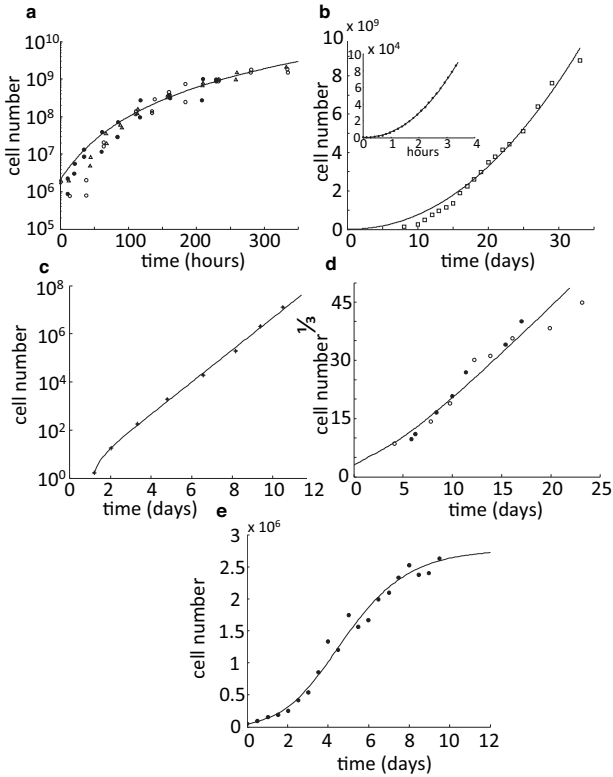 a
10^10
10^9
10^8
10^7
10^6
10^5
cell number
0 100 200 300
time (hours)
b
x 10^9
10
8
6
4
2
0
cell number
0 10 20 30
time (days)
x 10^4
10
8
6
4
2
0
0 1 2 3 4
hours
c
10^8
10^6
10^4
10^2
10^0
cell number
0 2 4 6 8 10 12
time (days)
d
45
30
15
0
cell number^⅓
0 5 10 15 20 25
time (days)
e
x 10^6
3
2.5
2
1.5
1
0.5
0
cell number
0 2 4 6 8 10 12
time (days)